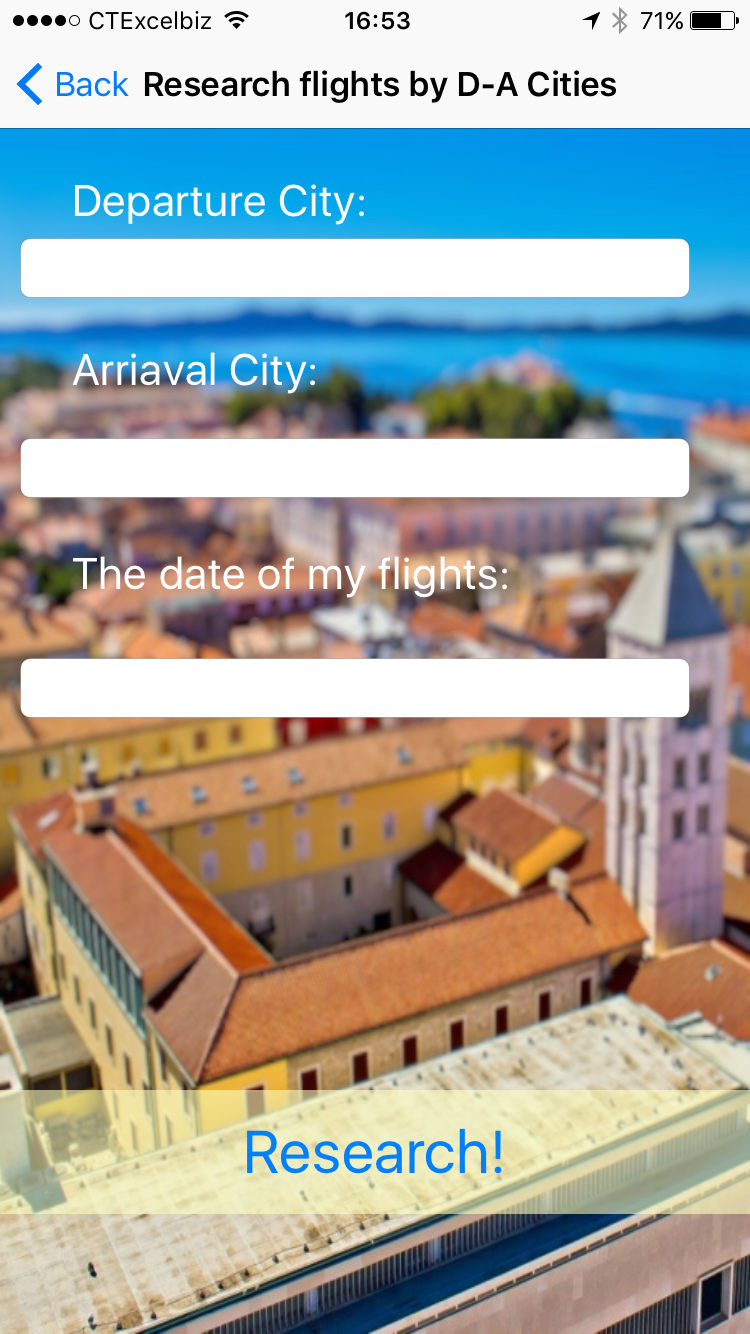 CTExcelbiz 16:53 71%
Back Research flights by D-A Cities
Departure City:
Arriaval City:
The date of my flights:
Research!